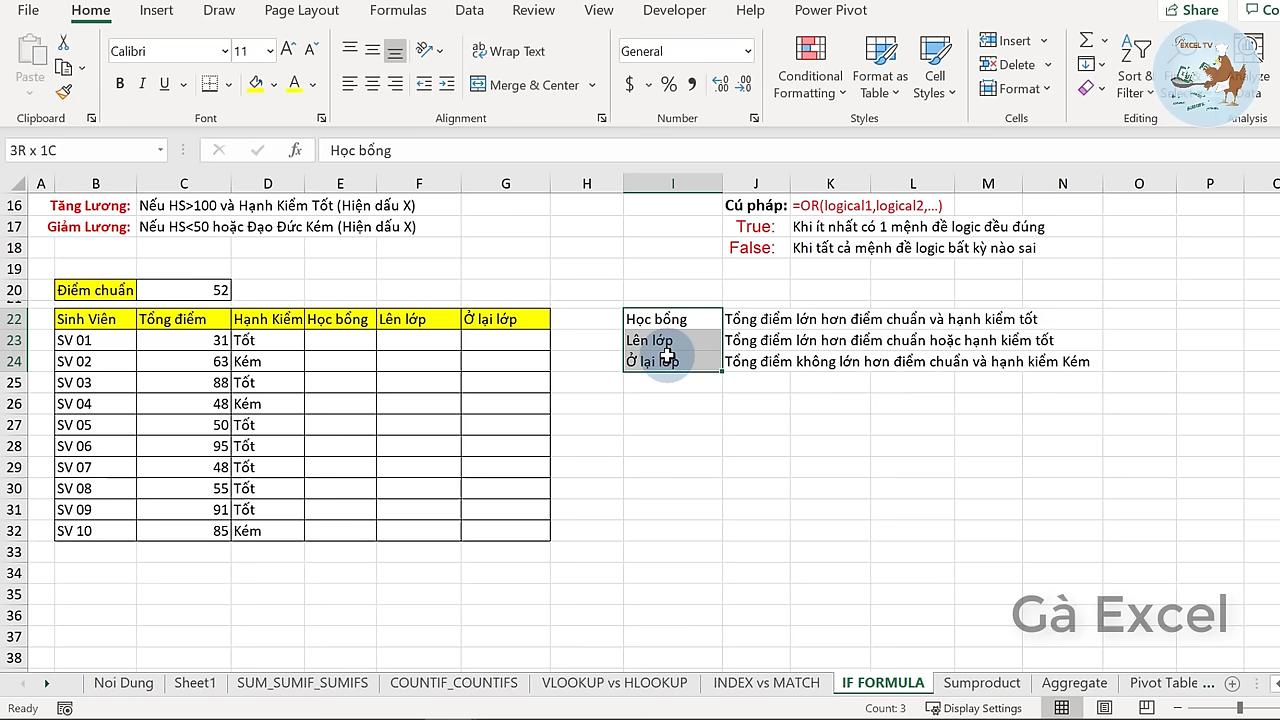 File Home Insert Draw Page Layout Formulas Data Review View Developer Help Power Pivot Share Co
Paste Calibri 11 Wrap Text General Conditional Formatting Format as Table Cell Styles Insert Sort & Filter EXCEL TV
B I U Merge & Center $ % Delete Format
Clipboard Font Alignment Number Styles Cells Editing Analysis
3R x 1C fx Học bổng
A B C D E F G H I J K L M N O P
16 Tăng Lương: Nếu HS>100 và Hạnh Kiểm Tốt (Hiện dấu X) Cú pháp: =OR(logical1,logical2,...)
17 Giảm Lương: Nếu HS<50 hoặc Đạo Đức Kém (Hiện dấu X) True: Khi ít nhất có 1 mệnh đề logic đều đúng
18 False: Khi tất cả mệnh đề logic bất kỳ nào sai
19
20 Điểm chuẩn 52
22 Sinh Viên Tổng điểm Hạnh Kiểm Học bổng Lên lớp Ở lại lớp Học bổng Tổng điểm lớn hơn điểm chuẩn và hạnh kiểm tốt
23 SV 01 31 Tốt Lên lớp Tổng điểm lớn hơn điểm chuẩn hoặc hạnh kiểm tốt
24 SV 02 63 Kém Ở lại lớp Tổng điểm không lớn hơn điểm chuẩn và hạnh kiểm Kém
25 SV 03 88 Tốt
26 SV 04 48 Kém
27 SV 05 50 Tốt
28 SV 06 95 Tốt
29 SV 07 48 Tốt
30 SV 08 55 Tốt
31 SV 09 91 Tốt
32 SV 10 85 Kém
33
34
35
36 Gà Excel
37
38
Noi Dung Sheet1 SUM_SUMIF_SUMIFS COUNTIF_COUNTIFS VLOOKUP vs HLOOKUP INDEX vs MATCH IF FORMULA Sumproduct Aggregate Pivot Table ...
Ready Count: 3 Display Settings